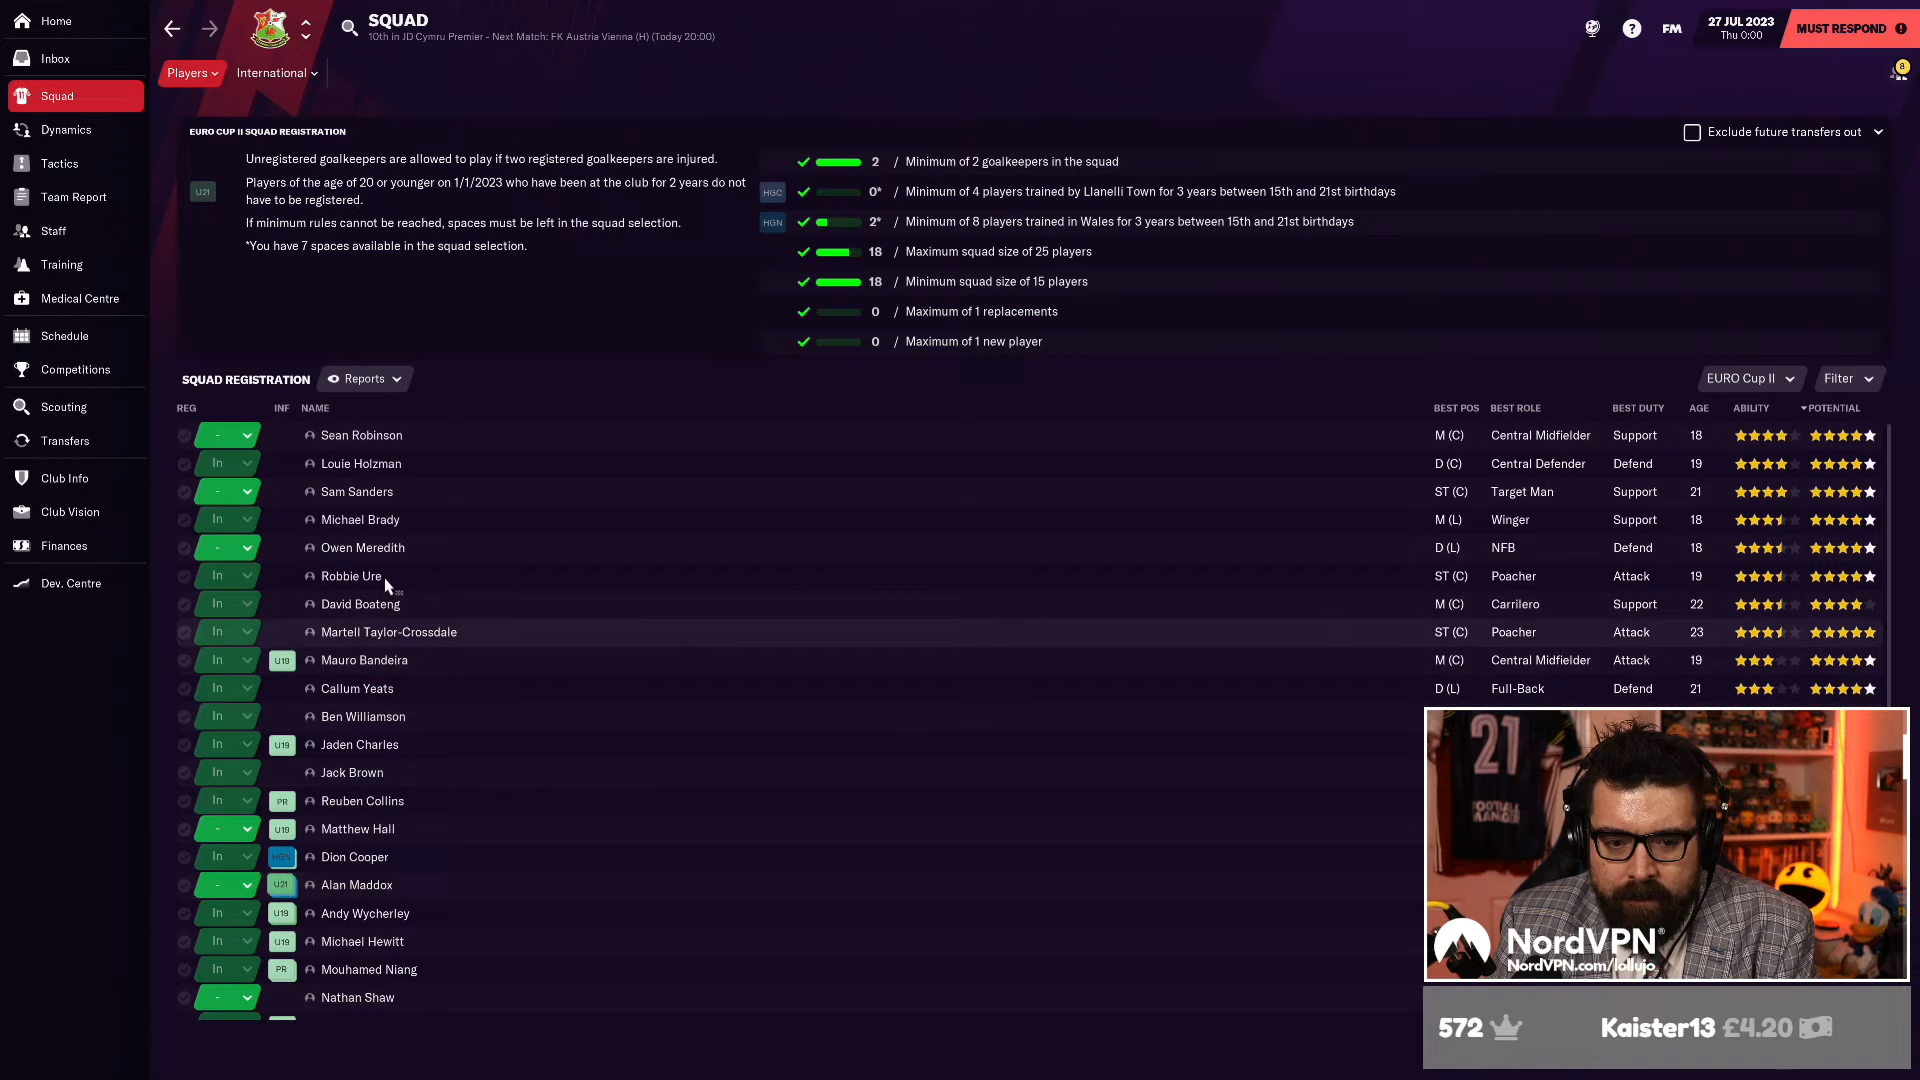 Home
Inbox
Squad
Dynamics
Tactics
Team Report
Staff
Training
Medical Centre
Schedule
Competitions
Scouting
Transfers
Club Info
Club Vision
Finances
Dev. Centre
SQUAD
10th in JD Cymru Premier - Next Match: FK Austria Vienna (H) (Today 20:00)
FM
27 JUL 2023
Thu 0:00
MUST RESPOND
Players
International
8
EURO CUP II SQUAD REGISTRATION
Exclude future transfers out
Unregistered goalkeepers are allowed to play if two registered goalkeepers are injured.
U21
Players of the age of 20 or younger on 1/1/2023 who have been at the club for 2 years do not
have to be registered.
If minimum rules cannot be reached, spaces must be left in the squad selection.
*You have 7 spaces available in the squad selection.
2 / Minimum of 2 goalkeepers in the squad
HGC 0* / Minimum of 4 players trained by Llanelli Town for 3 years between 15th and 21st birthdays
HGN 2* / Minimum of 8 players trained in Wales for 3 years between 15th and 21st birthdays
18 / Maximum squad size of 25 players
18 / Minimum squad size of 15 players
0 / Maximum of 1 replacements
0 / Maximum of 1 new player
SQUAD REGISTRATION Reports EURO Cup II Filter
REG INF NAME BEST POS BEST ROLE BEST DUTY AGE ABILITY POTENTIAL
- Sean Robinson M (C) Central Midfielder Support 18
In Louie Holzman D (C) Central Defender Defend 19
- Sam Sanders ST (C) Target Man Support 21
In Michael Brady M (L) Winger Support 18
- Owen Meredith D (L) NFB Defend 18
In Robbie Ure ST (C) Poacher Attack 19
In David Boateng M (C) Carrilero Support 22
In Martell Taylor-Crossdale ST (C) Poacher Attack 23
In U19 Mauro Bandeira M (C) Central Midfielder Attack 19
In Callum Yeats D (L) Full-Back Defend 21
In Ben Williamson
In U19 Jaden Charles
In Jack Brown
In PR Reuben Collins
- U19 Matthew Hall
In HGN Dion Cooper
- U21 Alan Maddox
In U19 Andy Wycherley
In U19 Michael Hewitt
In PR Mouhamed Niang
- Nathan Shaw
21
NordVPN®
NordVPN.com/lollujo
572 Kaister13 £4.20